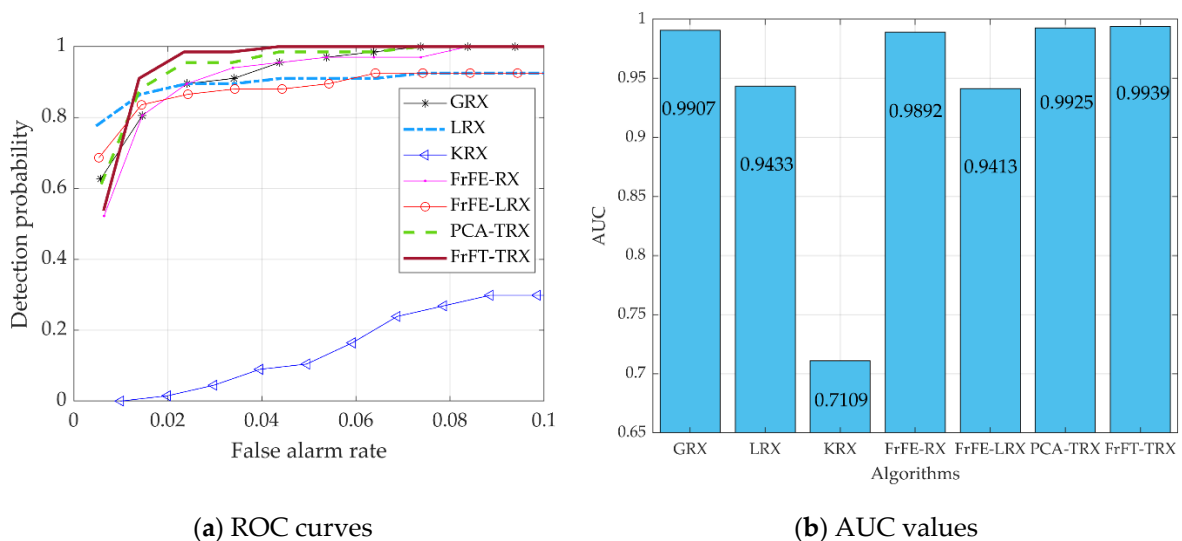 1
0.8
0.6
0.4
0.2
0
0 0.02 0.04 0.06 0.08 0.1
Detection probability
False alarm rate
GRX
LRX
KRX
FrFE-RX
FrFE-LRX
PCA-TRX
FrFT-TRX
(a) ROC curves
1
0.95
0.9
0.85
0.8
0.75
0.7
0.65
AUC
0.9907
0.9433
0.7109
0.9892
0.9413
0.9925
0.9939
GRX LRX KRX FrFE-RX FrFE-LRX PCA-TRX FrFT-TRX
Algorithms
(b) AUC values